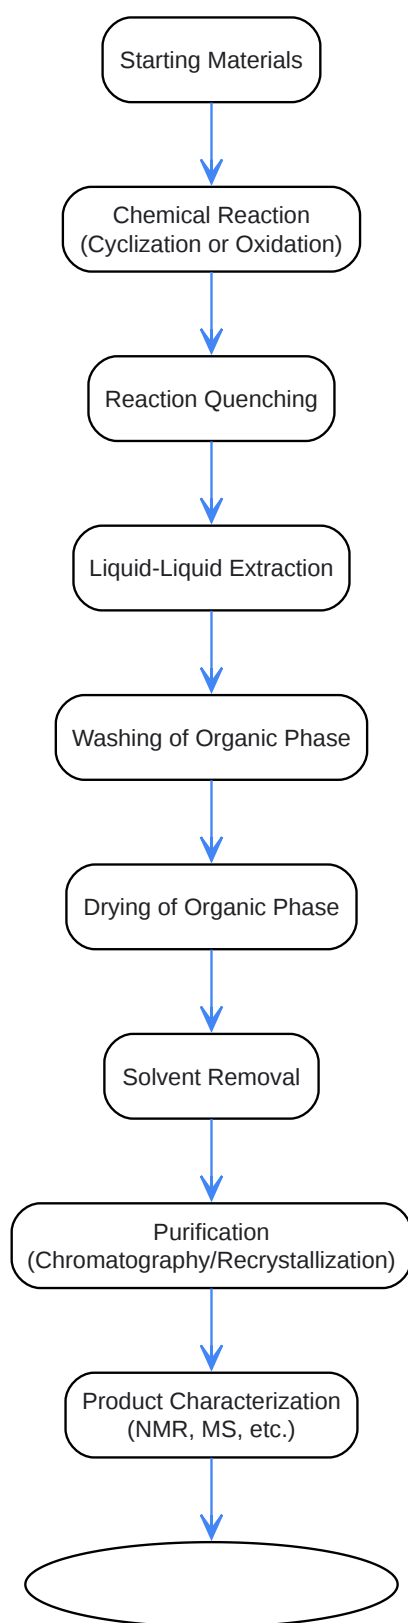 Starting Materials
Chemical Reaction
(Cyclization or Oxidation)
Reaction Quenching
Liquid-Liquid Extraction
Washing of Organic Phase
Drying of Organic Phase
Solvent Removal
Purification
(Chromatography/Recrystallization)
Product Characterization
(NMR, MS, etc.)